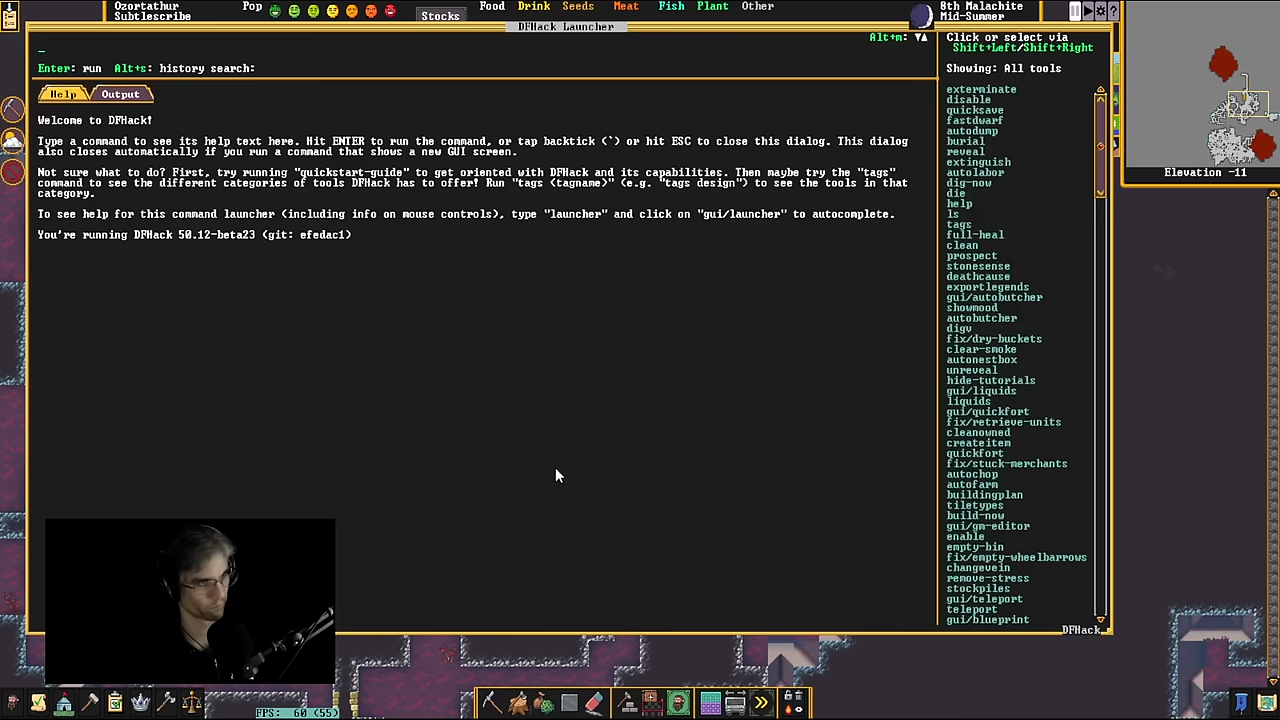 Ozortathur
Subtlescribe
Pop
Stocks
Food Drink Seeds Meat Fish Plant Other
8th Malachite
Mid-Summer
DFHack Launcher
Alt+m: ▼▲
_
Enter: run Alt+s: history search:
Help Output
Welcome to DFHack!
Type a command to see its help text here. Hit ENTER to run the command, or tap backtick (`) or hit ESC to close this dialog. This dialog
also closes automatically if you run a command that shows a new GUI screen.
Not sure what to do? First, try running "quickstart-guide" to get oriented with DFHack and its capabilities. Then maybe try the "tags"
command to see the different categories of tools DFHack has to offer! Run "tags <tagname>" (e.g. "tags design") to see the tools in that
category.
To see help for this command launcher (including info on mouse controls), type "launcher" and click on "gui/launcher" to autocomplete.
You're running DFHack 50.12-beta23 (git: efedac1)
Click or select via
Shift+Left/Shift+Right
Showing: All tools
exterminate
disable
quicksave
fastdwarf
autodump
burial
reveal
extinguish
autolabor
dig-now
die
help
ls
tags
full-heal
clean
prospect
stonesense
deathcause
exportlegends
gui/autobutcher
showmood
autobutcher
digv
fix/dry-buckets
clear-smoke
autonestbox
unreveal
hide-tutorials
gui/liquids
liquids
gui/quickfort
fix/retrieve-units
cleanowned
createitem
quickfort
fix/stuck-merchants
autochop
autofarm
buildingplan
tiletypes
build-now
gui/gm-editor
enable
empty-bin
fix/empty-wheelbarrows
changevein
remove-stress
stockpiles
gui/teleport
teleport
gui/blueprint
DFHack
Elevation -11
FPS: 60 (55)